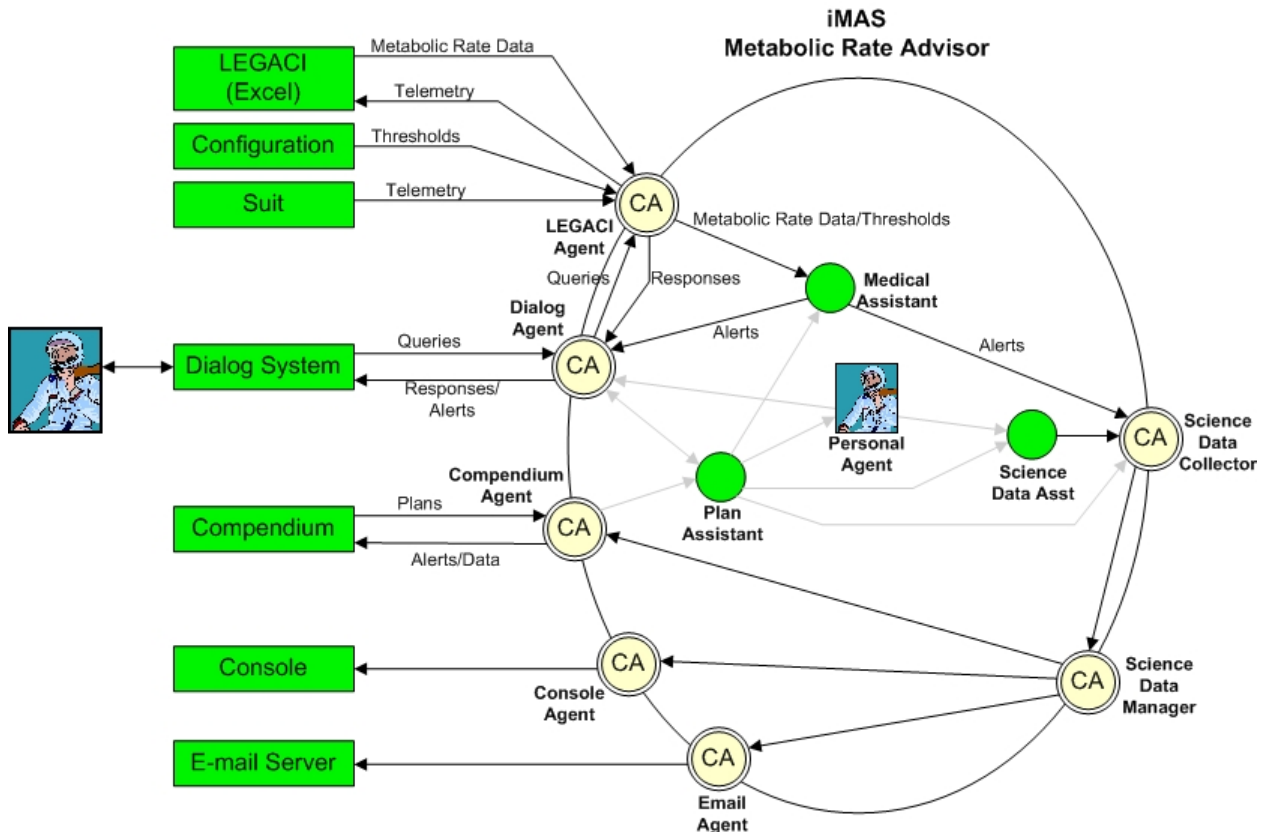 iMAS
Metabolic Rate Advisor
LEGACI
(Excel)
Metabolic Rate Data
Telemetry
Configuration
Thresholds
Suit
Telemetry
CA
LEGACI
Agent
Metabolic Rate Data/Thresholds
Queries
Responses
Medical
Assistant
Dialog
Agent
CA
Alerts
Alerts
Dialog System
Queries
Responses/
Alerts
Personal
Agent
Science
Data Asst
CA
Science
Data
Collector
Compendium
Agent
CA
Plan
Assistant
Compendium
Plans
Alerts/Data
Console
CA
Console
Agent
CA
Science
Data
Manager
E-mail Server
CA
Email
Agent